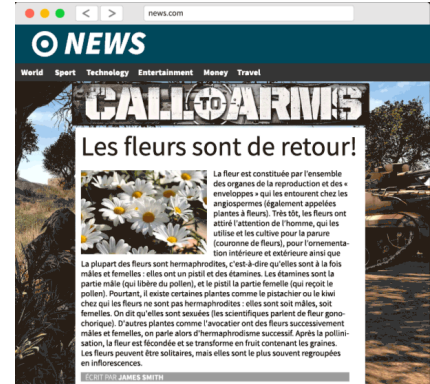 news.com
NEWS
World Sport Technology Entertainment Money Travel
CALL TO ARMS
Les fleurs sont de retour!
La fleur est constituée par l'ensemble
des organes de la reproduction et des «
enveloppes » qui les entourent chez les
angiospermes (également appelées
plantes à fleurs). Très tôt, les fleurs ont
attiré l'attention de l'homme, qui les
utilise et les cultive pour la parure
(couronne de fleurs), pour l'ornementa-
tion intérieure et extérieure ainsi que
La plupart des fleurs sont hermaphrodites, c'est-à-dire qu'elles sont à la fois
mâles et femelles : elles ont un pistil et des étamines. Les étamines sont la
partie mâle (qui libère du pollen), et le pistil la partie femelle (qui reçoit le
pollen). Pourtant, il existe certaines plantes comme le pistachier ou le kiwi
chez qui les fleurs ne sont pas hermaphrodites : elles sont soit mâles, soit
femelles. On dit qu'elles sont sexuées (les scientifiques parlent de fleur gono-
chorique). D'autres plantes comme l'avocatier ont des fleurs successivement
mâles et femelles, on parle alors d'hermaphrodisme successif. Après la pollini-
sation, la fleur est fécondée et se transforme en fruit contenant les graines.
Les fleurs peuvent être solitaires, mais elles sont le plus souvent regroupées
en inflorescences.
ÉCRIT PAR JAMES SMITH